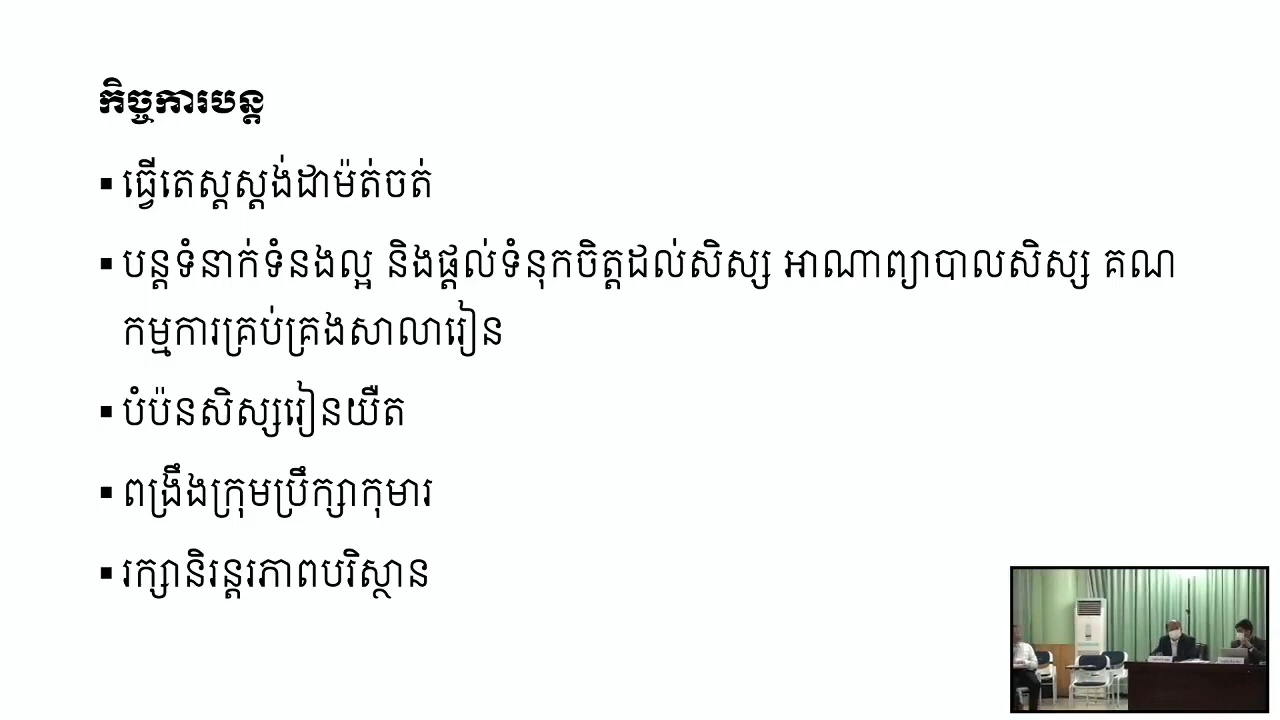 កិច្ចការបន្ត
▪ ធ្វើតេស្តស្តង់ដាម៉ត់ចត់
▪ បន្តទំនាក់ទំនងល្អ និងផ្តល់ទំនុកចិត្តដល់សិស្ស អាណាព្យាបាលសិស្ស គណ
កម្មការគ្រប់គ្រងសាលារៀន
▪ បំប៉នសិស្សរៀនយឺត
▪ ពង្រឹងក្រុមប្រឹក្សាកុមារ
▪ រក្សានិរន្តរភាពបរិស្ថាន